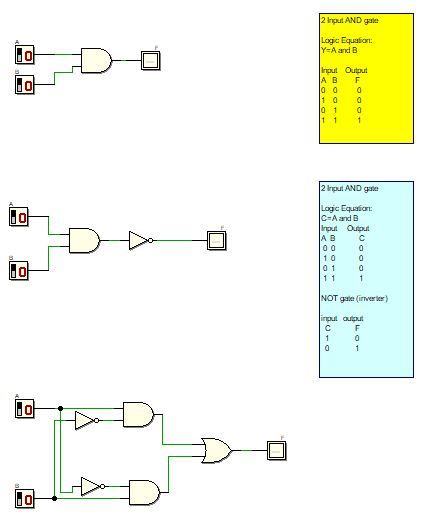 2 Input AND gate
Logic Equation:
Y=A and B
Input Output
A B F
0 0 0
1 0 0
0 1 0
1 1 1
A
0
B
0
F
2 Input AND gate
Logic Equation:
C=A and B
Input Output
A B C
0 0 0
1 0 0
0 1 0
1 1 1
NOT gate (inverter)
input output
C F
1 0
0 1
A
0
B
0
F
A
0
B
0
F